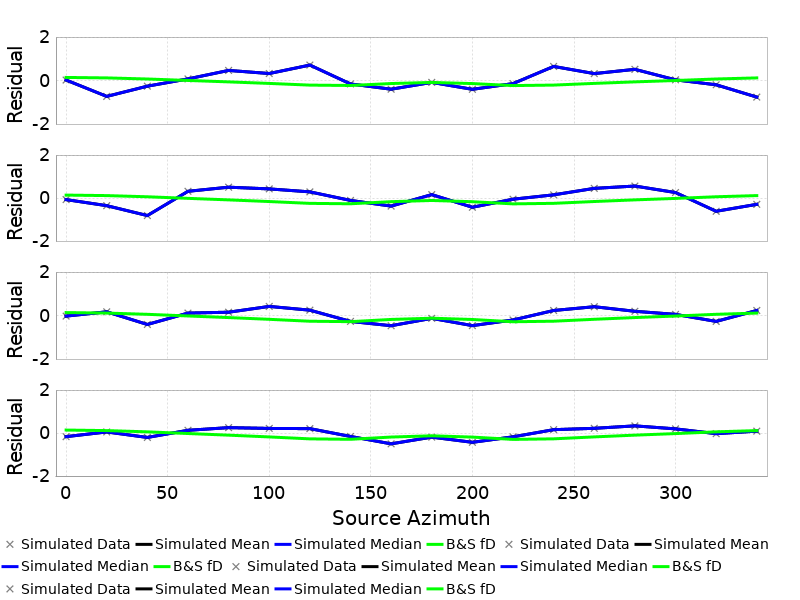 2
0
-2
Residual
2
0
-2
Residual
2
0
-2
Residual
2
0
-2
Residual
0 50 100 150 200 250 300
Source Azimuth
× Simulated Data Simulated Mean Simulated Median B&S fD × Simulated Data Simulated Mean
Simulated Median B&S fD × Simulated Data Simulated Mean Simulated Median B&S fD
× Simulated Data Simulated Mean Simulated Median B&S fD